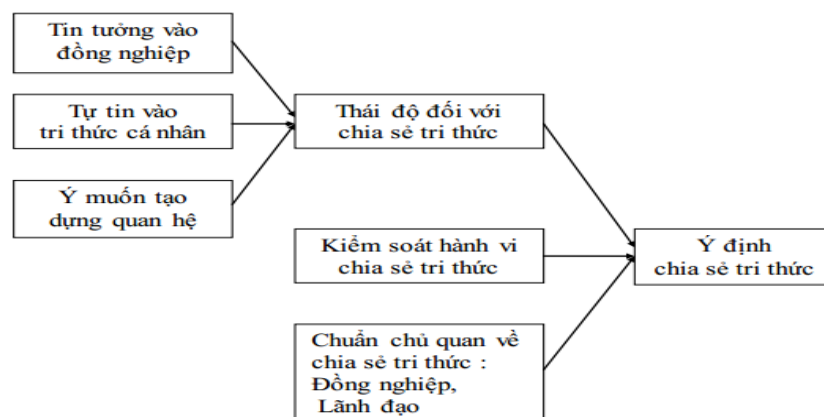 Tin tưởng vào
đồng nghiệp
Tự tin vào
tri thức cá nhân
Ý muốn tạo
dựng quan hệ
Thái độ đối với
chia sẻ tri thức
Kiểm soát hành vi
chia sẻ tri thức
Chuẩn chủ quan về
chia sẻ tri thức :
Đồng nghiệp,
Lãnh đạo
Ý định
chia sẻ tri thức